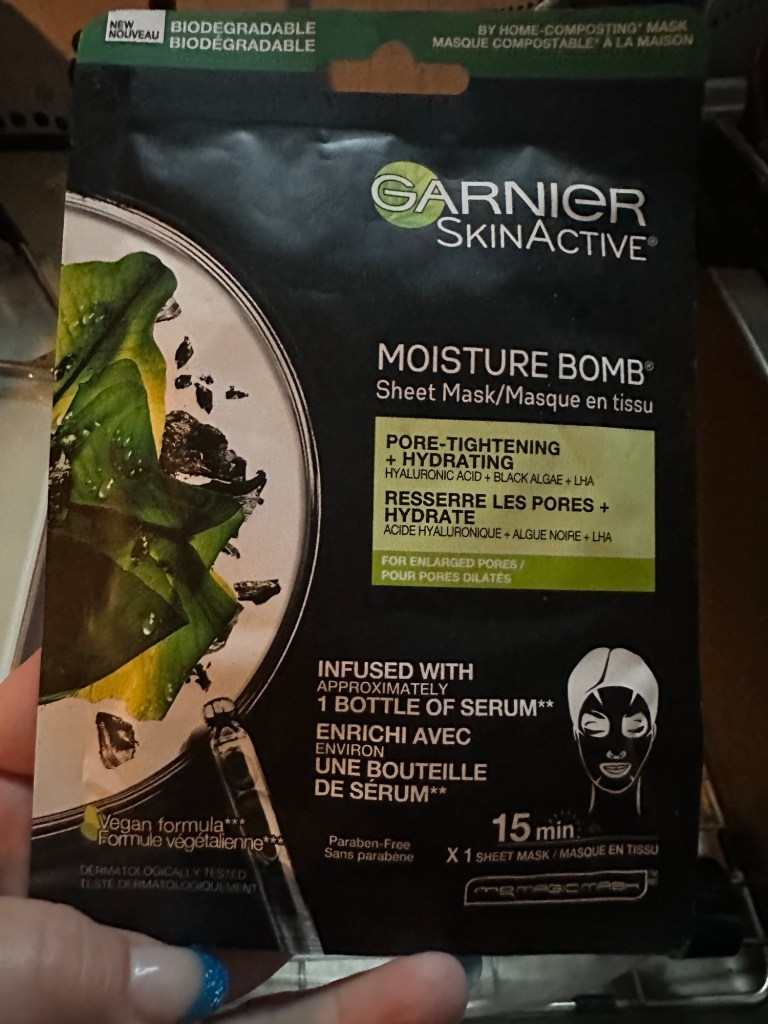 NEW
NOUVEAU
BIODEGRADABLE
BIODÉGRADABLE
BY HOME-COMPOSTING* MASK
MASQUE COMPOSTABLE* À LA MAISON
GARNIER
SKINACTIVE®
MOISTURE BOMB®
Sheet Mask/Masque en tissu
PORE-TIGHTENING
+ HYDRATING
HYALURONIC ACID + BLACK ALGAE + LHA
RESSERRE LES PORES +
HYDRATE
ACIDE HYALURONIQUE + ALGUE NOIRE + LHA
FOR ENLARGED PORES /
POUR PORES DILATÉS
INFUSED WITH
APPROXIMATELY
1 BOTTLE OF SERUM**
ENRICHI AVEC
ENVIRON
UNE BOUTEILLE
DE SÉRUM**
Vegan formula***
Formule végétalienne***
Paraben-Free
Sans parabène
15 min
X 1 SHEET MASK / MASQUE EN TISSU
DERMATOLOGICALLY TESTED
TESTÉ DERMATOLOGIQUEMENT